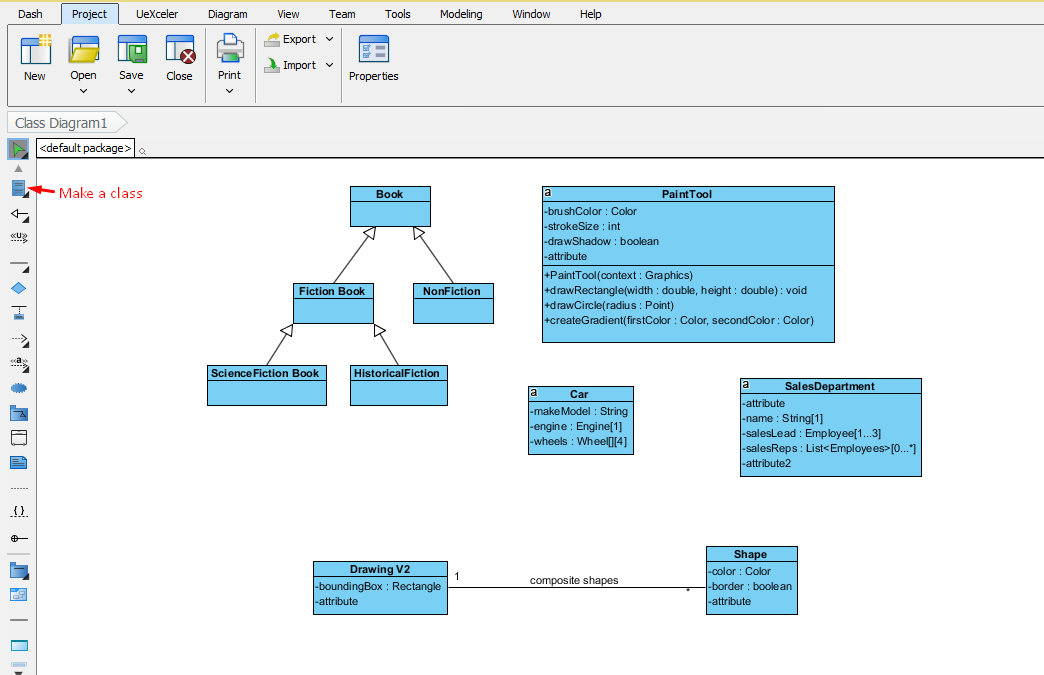 Dash Project UeXceler Diagram View Team Tools Modeling Window Help
New Open Save Close Print Export Import Properties
Class Diagram1
<default package>
Make a class
Book
Fiction Book
NonFiction
ScienceFiction Book
HistoricalFiction
a
PaintTool
-brushColor : Color
-strokeSize : int
-drawShadow : boolean
-attribute
+PaintTool(context : Graphics)
+drawRectangle(width : double, height : double) : void
+drawCircle(radius : Point)
+createGradient(firstColor : Color, secondColor : Color)
a
Car
-makeModel : String
-engine : Engine[1]
-wheels : Wheel[][4]
a
SalesDepartment
-attribute
-name : String[1]
-salesLead : Employee[1...3]
-salesReps : List<Employees>[0...*]
-attribute2
Drawing V2
-boundingBox : Rectangle
-attribute
1
composite shapes
*
Shape
-color : Color
-border : boolean
-attribute
«u»
«a»
{}